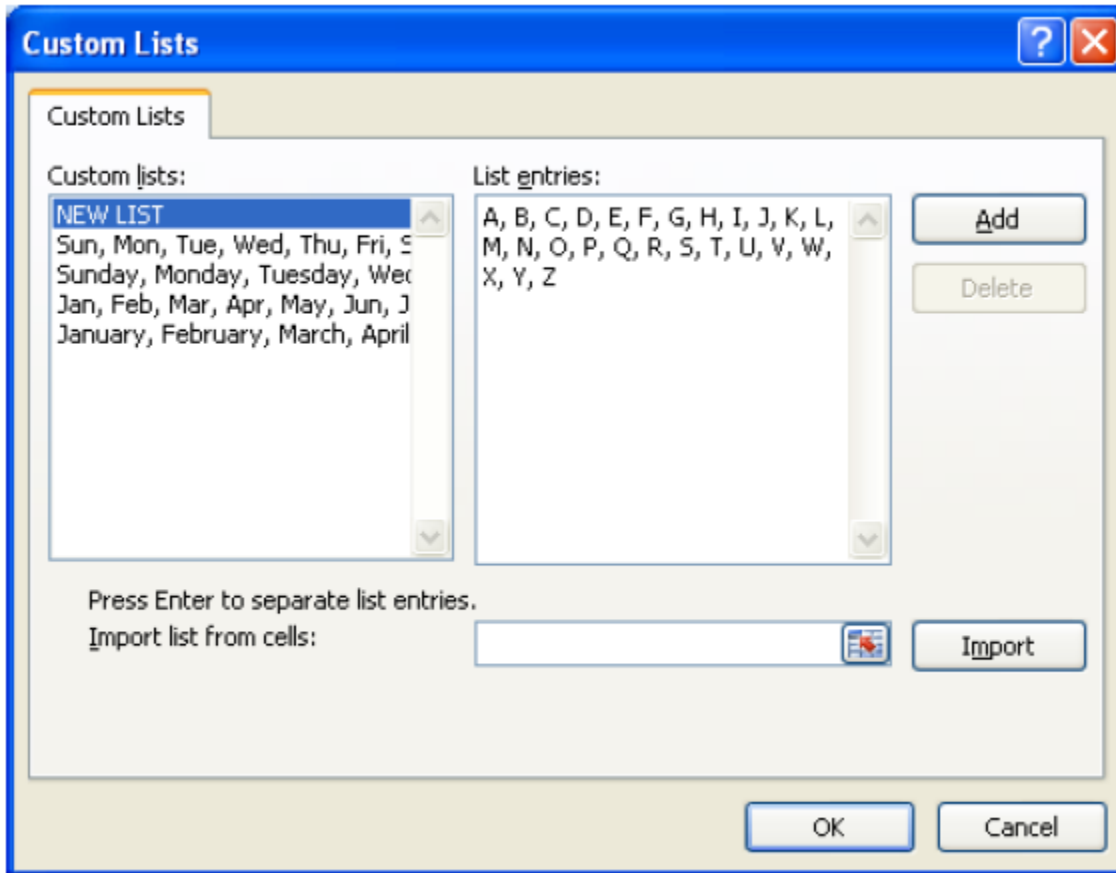 Custom Lists
Custom Lists
Custom lists:
NEW LIST
Sun, Mon, Tue, Wed, Thu, Fri, S
Sunday, Monday, Tuesday, Wed
Jan, Feb, Mar, Apr, May, Jun, J
January, February, March, April
List entries:
A, B, C, D, E, F, G, H, I, J, K, L,
M, N, O, P, Q, R, S, T, U, V, W,
X, Y, Z
Add
Delete
Press Enter to separate list entries.
Import list from cells:
Import
OK
Cancel